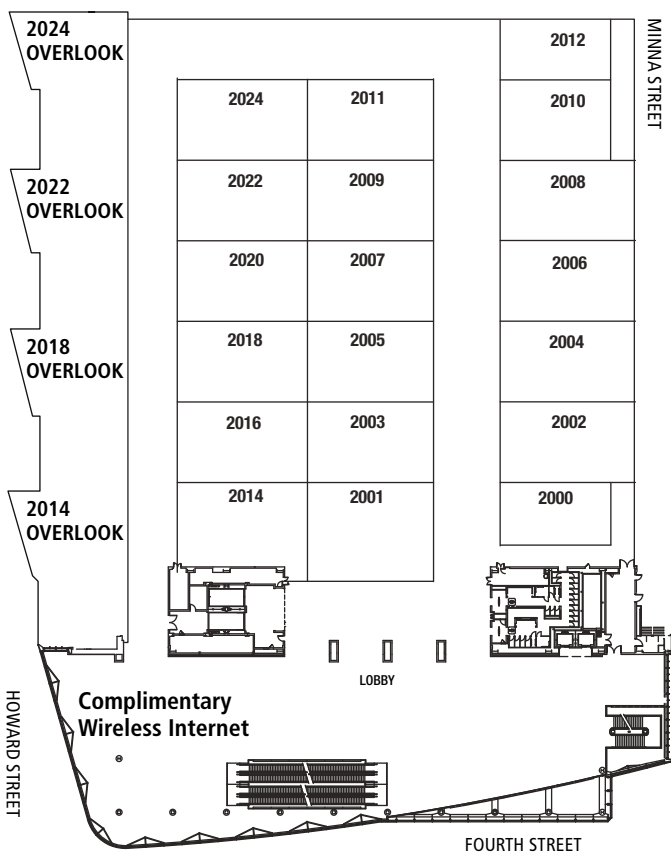 2024
OVERLOOK
2012
MINNA STREET
2024
2011
2010
2022
OVERLOOK
2022
2009
2008
2020
2007
2006
2018
OVERLOOK
2018
2005
2004
2016
2003
2002
2014
OVERLOOK
2014
2001
2000
LOBBY
HOWARD STREET
Complimentary
Wireless Internet
FOURTH STREET